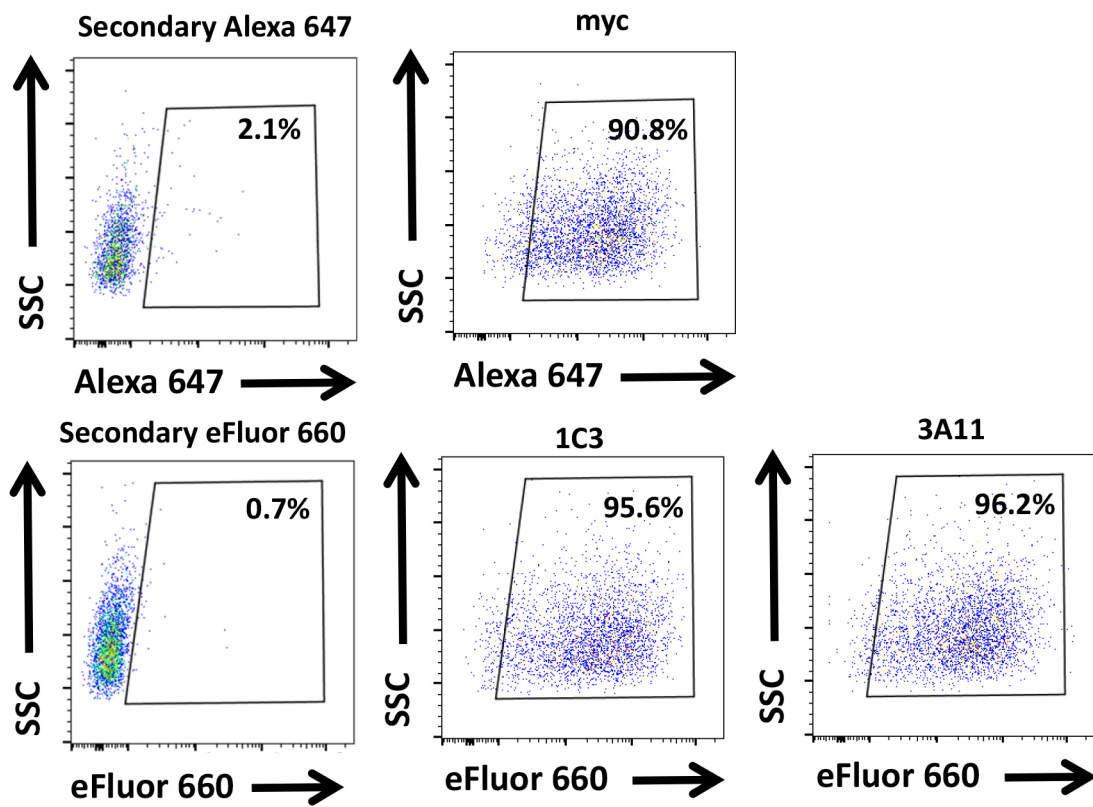 Secondary Alexa 647
myc
2.1%
90.8%
SSC
SSC
Alexa 647
Alexa 647
Secondary eFluor 660
1C3
3A11
0.7%
95.6%
96.2%
SSC
SSC
SSC
eFluor 660
eFluor 660
eFluor 660